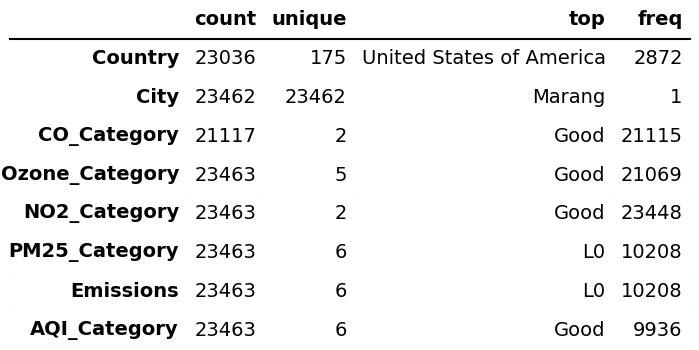 count unique top freq
Country 23036 175 United States of America 2872
City 23462 23462 Marang 1
CO_Category 21117 2 Good 21115
Ozone_Category 23463 5 Good 21069
NO2_Category 23463 2 Good 23448
PM25_Category 23463 6 L0 10208
Emissions 23463 6 L0 10208
AQI_Category 23463 6 Good 9936